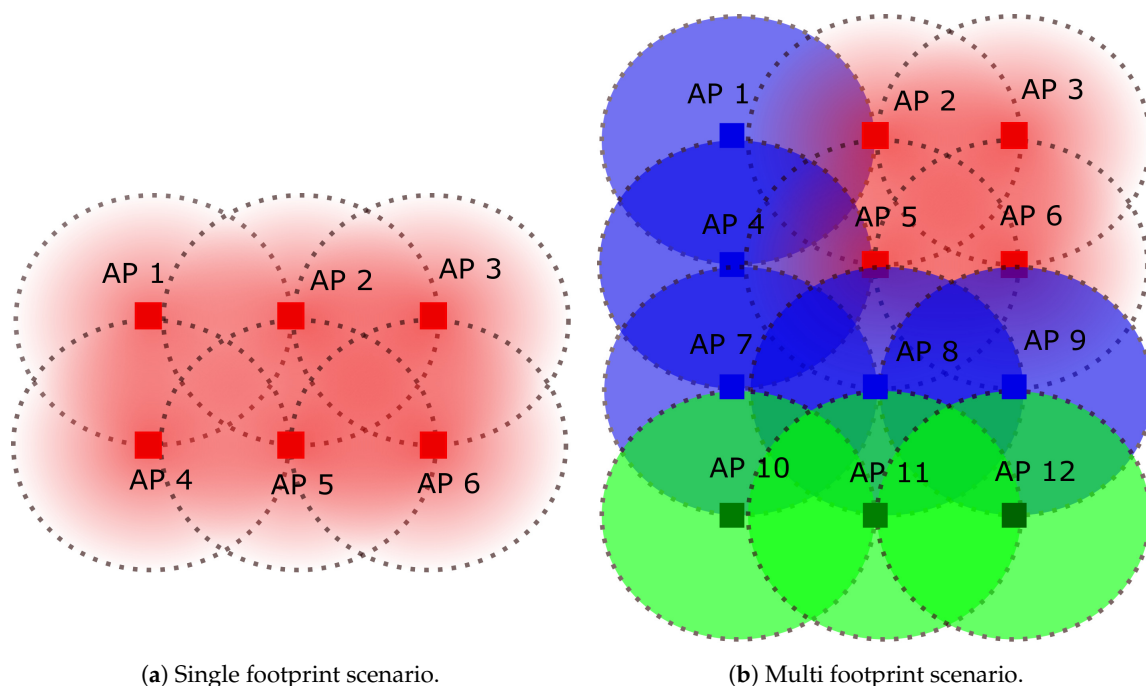 AP 1
AP 2
AP 3
AP 4
AP 5
AP 6
(a) Single footprint scenario.
AP 1
AP 2
AP 3
AP 4
AP 5
AP 6
AP 7
AP 8
AP 9
AP 10
AP 11
AP 12
(b) Multi footprint scenario.